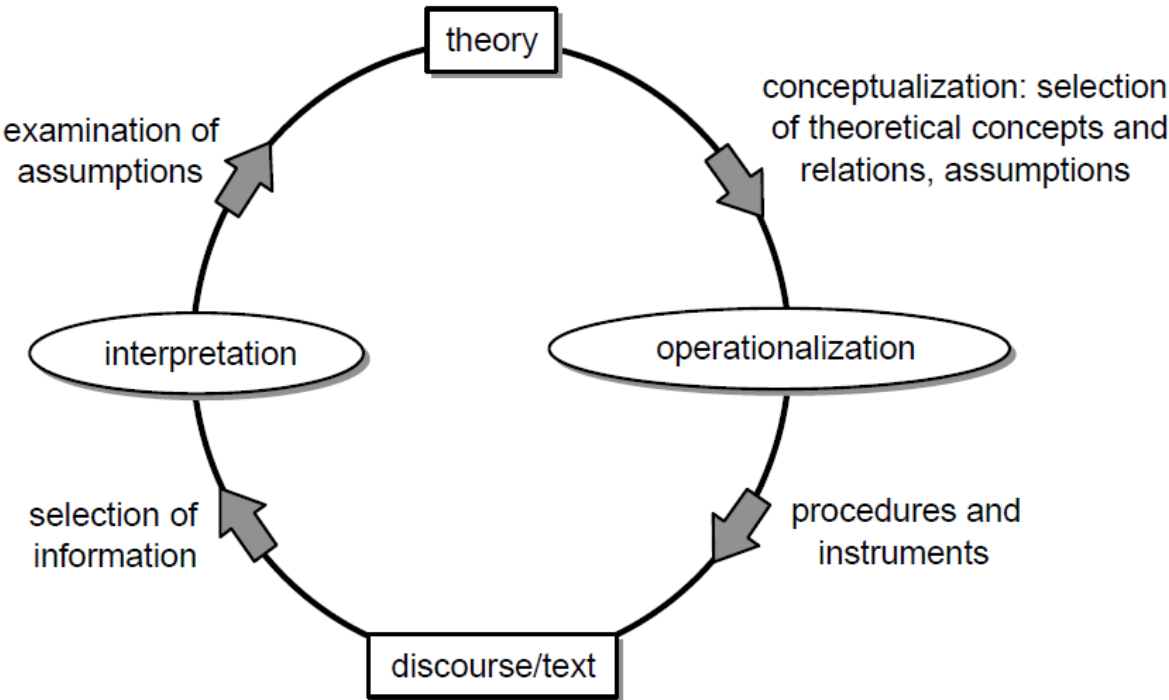 theory
conceptualization: selection
of theoretical concepts and
relations, assumptions
examination of
assumptions
interpretation
operationalization
selection of
information
procedures and
instruments
discourse/text